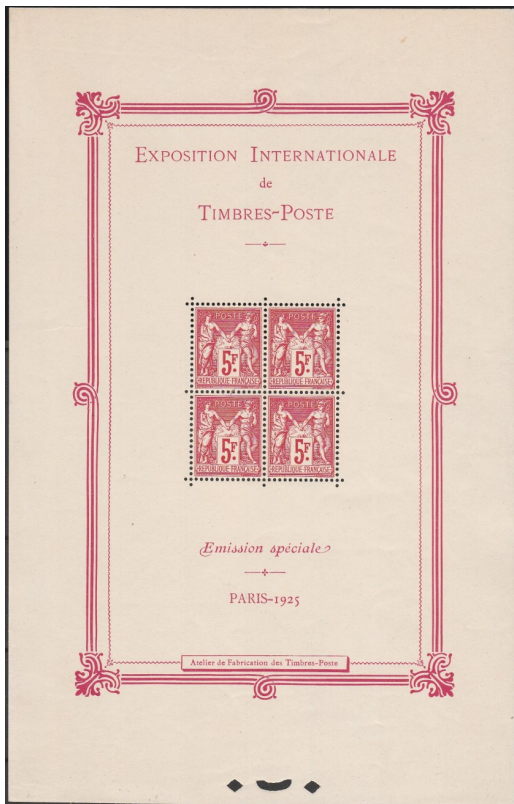 EXPOSITION INTERNATIONALE
de
TIMBRES-POSTE
POSTE POSTE
5F 5F
REPUBLIQUE FRANÇAISE REPUBLIQUE FRANÇAISE
POSTE POSTE
5F 5F
REPUBLIQUE FRANÇAISE REPUBLIQUE FRANÇAISE
Emission spéciale
PARIS-1925
Atelier de Fabrication des Timbres-Poste